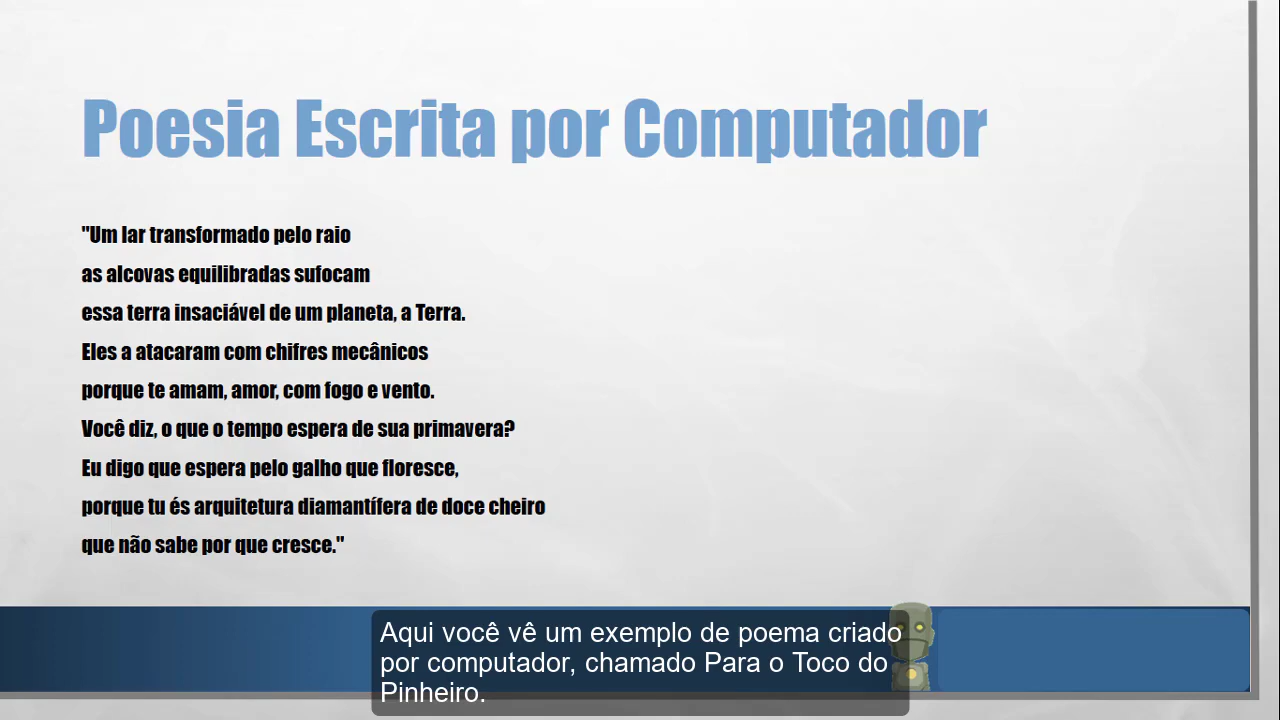 Poesia Escrita por Computador
"Um lar transformado pelo raio
as alcovas equilibradas sufocam
essa terra insaciável de um planeta, a Terra.
Eles a atacaram com chifres mecânicos
porque te amam, amor, com fogo e vento.
Você diz, o que o tempo espera de sua primavera?
Eu digo que espera pelo galho que floresce,
porque tu és arquitetura diamantífera de doce cheiro
que não sabe por que cresce."
Aqui você vê um exemplo de poema criado
por computador, chamado Para o Toco do
Pinheiro.